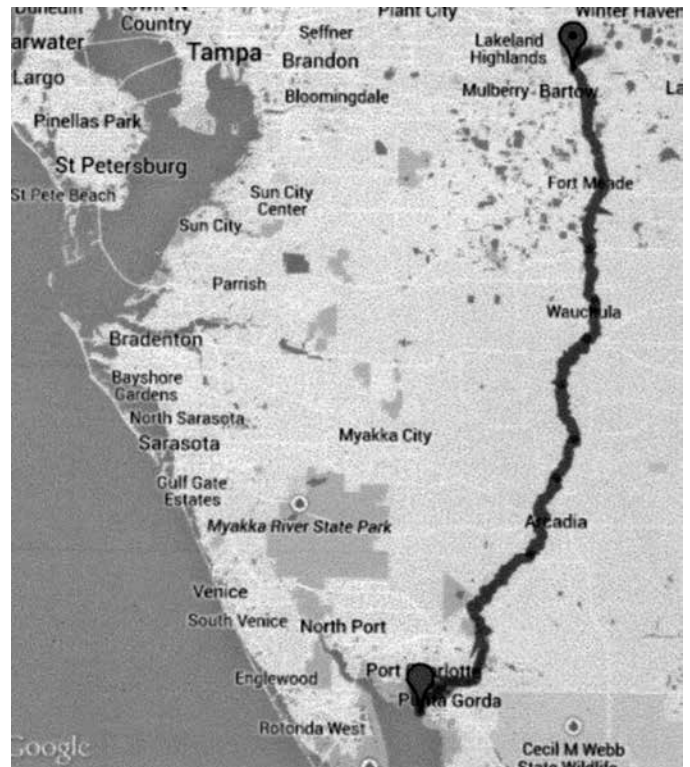 Plant City
Winter Haven
Country
Seffner
arwater
Tampa
Brandon
Lakeland
Highlands
Largo
Bloomingdale
Mulberry
Bartow
La
Pinellas Park
St Petersburg
Fort Meade
St Pete Beach
Sun City
Center
Sun City
Parrish
Wauchula
Bradenton
Bayshore
Gardens
North Sarasota
Sarasota
Myakka City
Gulf Gate
Estates
Myakka River State Park
Arcadia
Venice
South Venice
North Port
Port Charlotte
Englewood
Punta Gorda
Rotonda West
Google
Cecil M Webb
State Wildlife